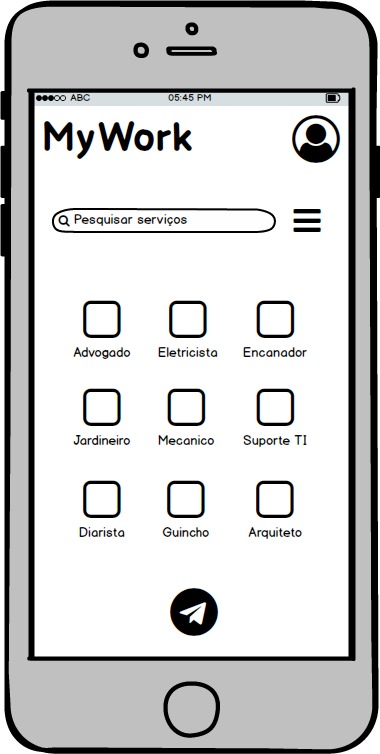 ABC 05:45 PM
MyWork
Pesquisar serviços
Advogado Eletricista Encanador
Jardineiro Mecanico Suporte TI
Diarista Guincho Arquiteto